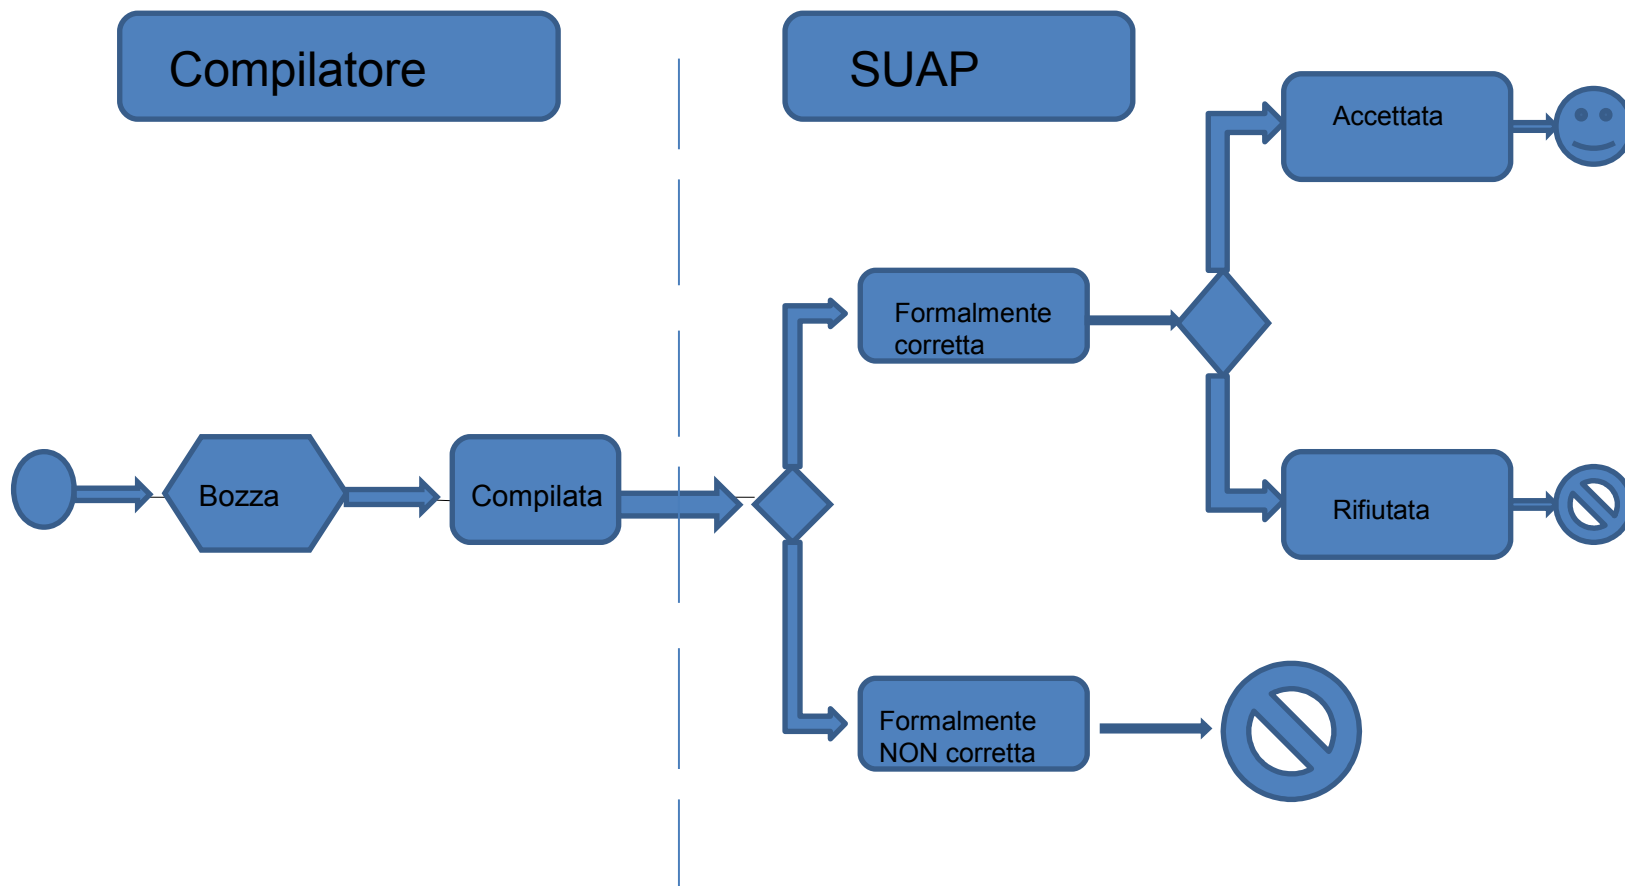 Compilatore
SUAP
Accettata
Formalmente
corretta
Bozza
Compilata
Rifiutata
Formalmente
NON corretta